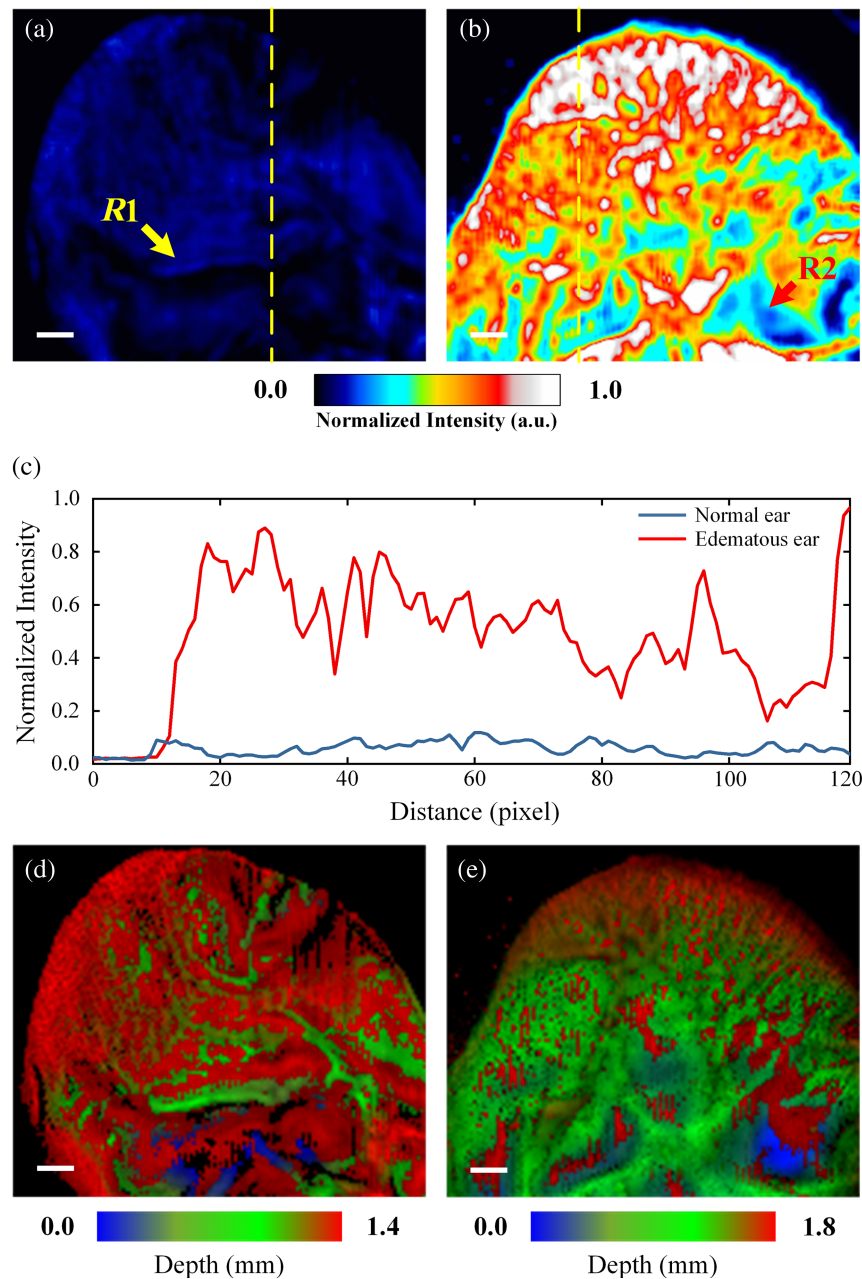 (a)
(b)
R1
R2
0.0 1.0
Normalized Intensity (a.u.)
(c)
1.0
0.8
0.6
0.4
0.2
0.0
Normalized Intensity
Normal ear
Edematous ear
0 20 40 60 80 100 120
Distance (pixel)
(d)
(e)
0.0 1.4
Depth (mm)
0.0 1.8
Depth (mm)